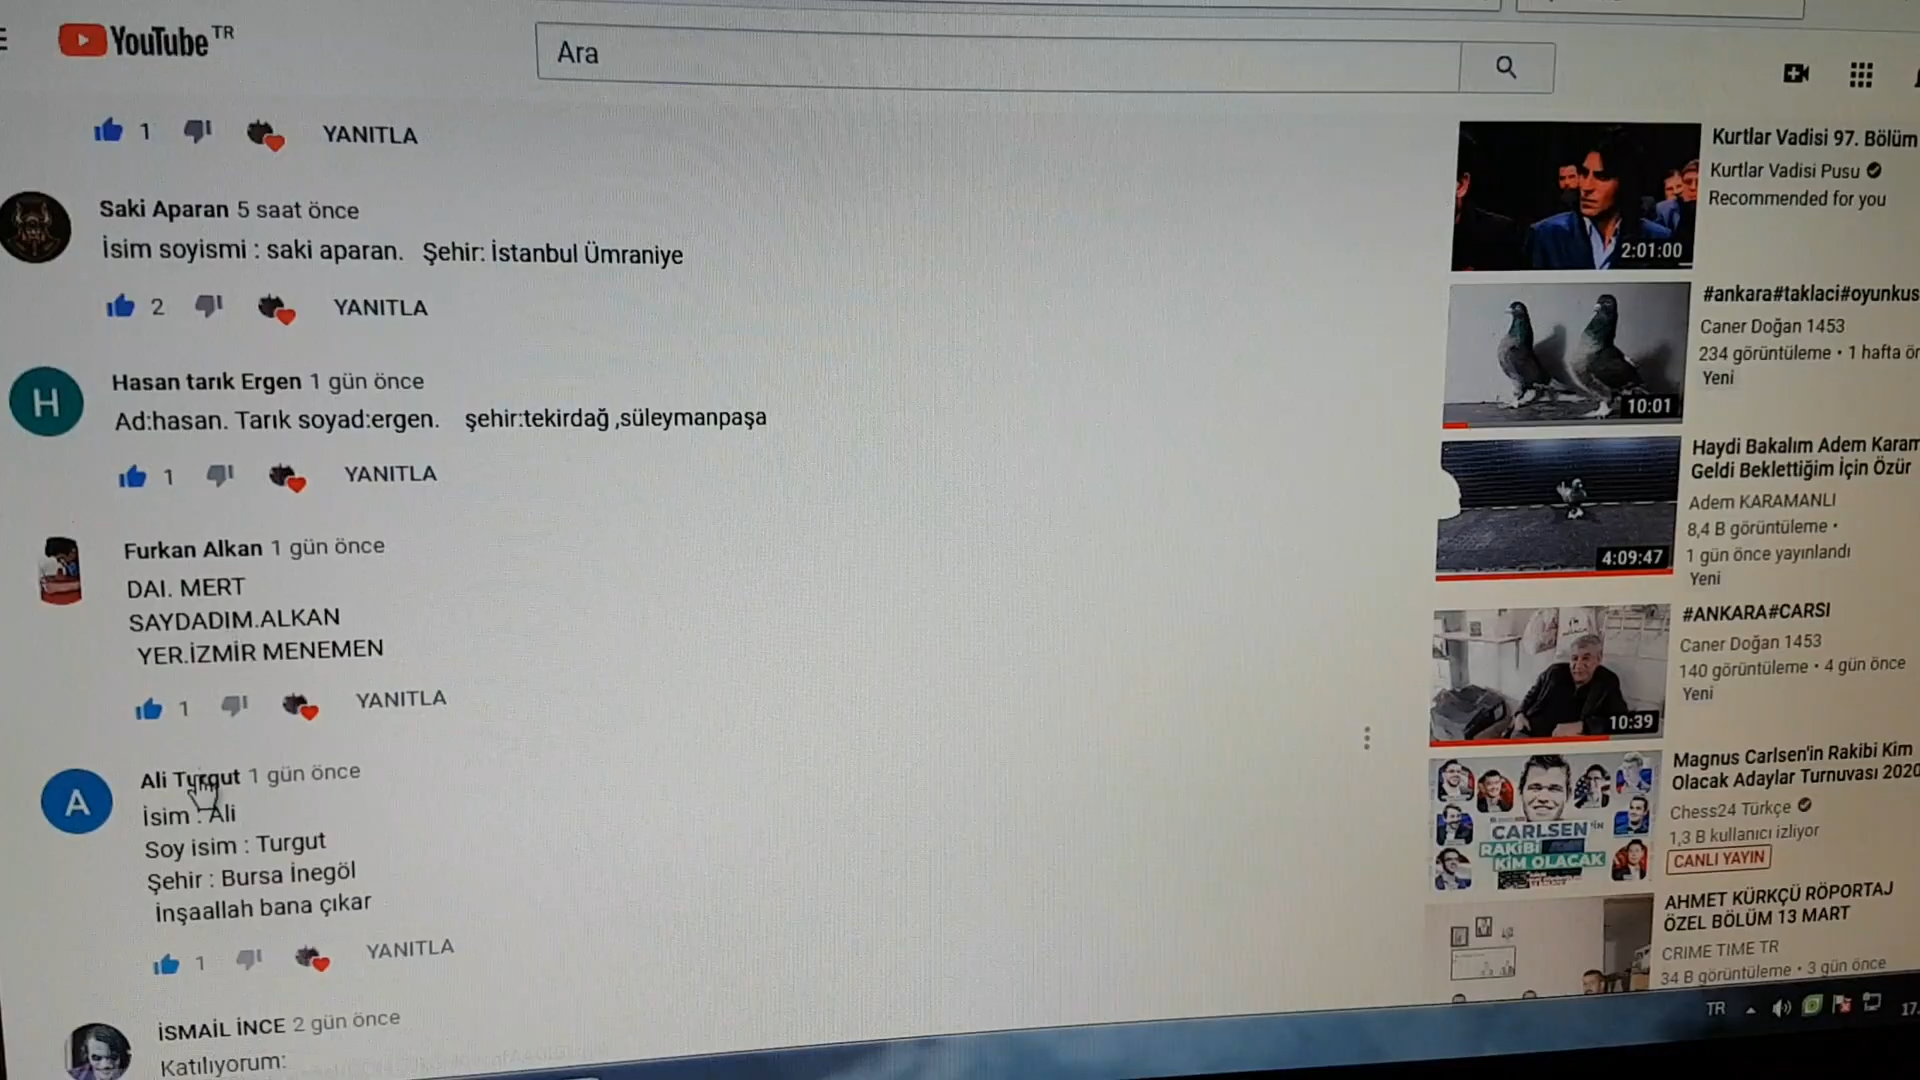 YouTube TR
Ara
1 YANITLA
Saki Aparan 5 saat önce
İsim soyismi : saki aparan. Şehir: İstanbul Ümraniye
2 YANITLA
Hasan tarık Ergen 1 gün önce
Ad:hasan. Tarık soyad:ergen. şehir:tekirdağ ,süleymanpaşa
1 YANITLA
H
Furkan Alkan 1 gün önce
DAI. MERT
SAYDADIM.ALKAN
YER.İZMİR MENEMEN
1 YANITLA
A
Ali Turgut 1 gün önce
İsim : Ali
Soy isim : Turgut
Şehir : Bursa İnegöl
İnşaallah bana çıkar
1 YANITLA
İSMAİL İNCE 2 gün önce
Katılıyorum:
Kurtlar Vadisi 97. Bölüm
Kurtlar Vadisi Pusu
Recommended for you
2:01:00
#ankara#taklaci#oyunkus
Caner Doğan 1453
234 görüntüleme • 1 hafta ön
Yeni
10:01
Haydi Bakalım Adem Karam
Geldi Beklettiğim İçin Özür
Adem KARAMANLI
8,4 B görüntüleme •
1 gün önce yayınlandı
Yeni
4:09:47
#ANKARA#CARSI
Caner Doğan 1453
140 görüntüleme • 4 gün önce
Yeni
10:39
Magnus Carlsen'in Rakibi Kim
Olacak Adaylar Turnuvası 2020
Chess24 Türkçe
1,3 B kullanıcı izliyor
CANLI YAYIN
CARLSEN'İN
RAKİBİ
KİM OLACAK
AHMET KÜRKÇÜ RÖPORTAJ
ÖZEL BÖLÜM 13 MART
CRIME TIME TR
34 B görüntüleme • 3 gün önce
TR
17.